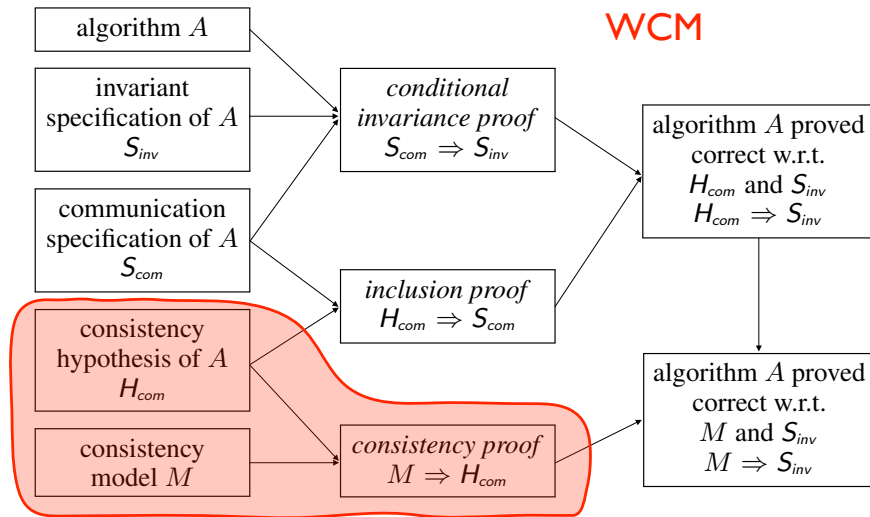 WCM
algorithm A
invariant
specification of A
S_inv
communication
specification of A
S_com
consistency
hypothesis of A
H_com
consistency
model M
conditional
invariance proof
S_com ⇒ S_inv
inclusion proof
H_com ⇒ S_com
consistency proof
M ⇒ H_com
algorithm A proved
correct w.r.t.
H_com and S_inv
H_com ⇒ S_inv
algorithm A proved
correct w.r.t.
M and S_inv
M ⇒ S_inv